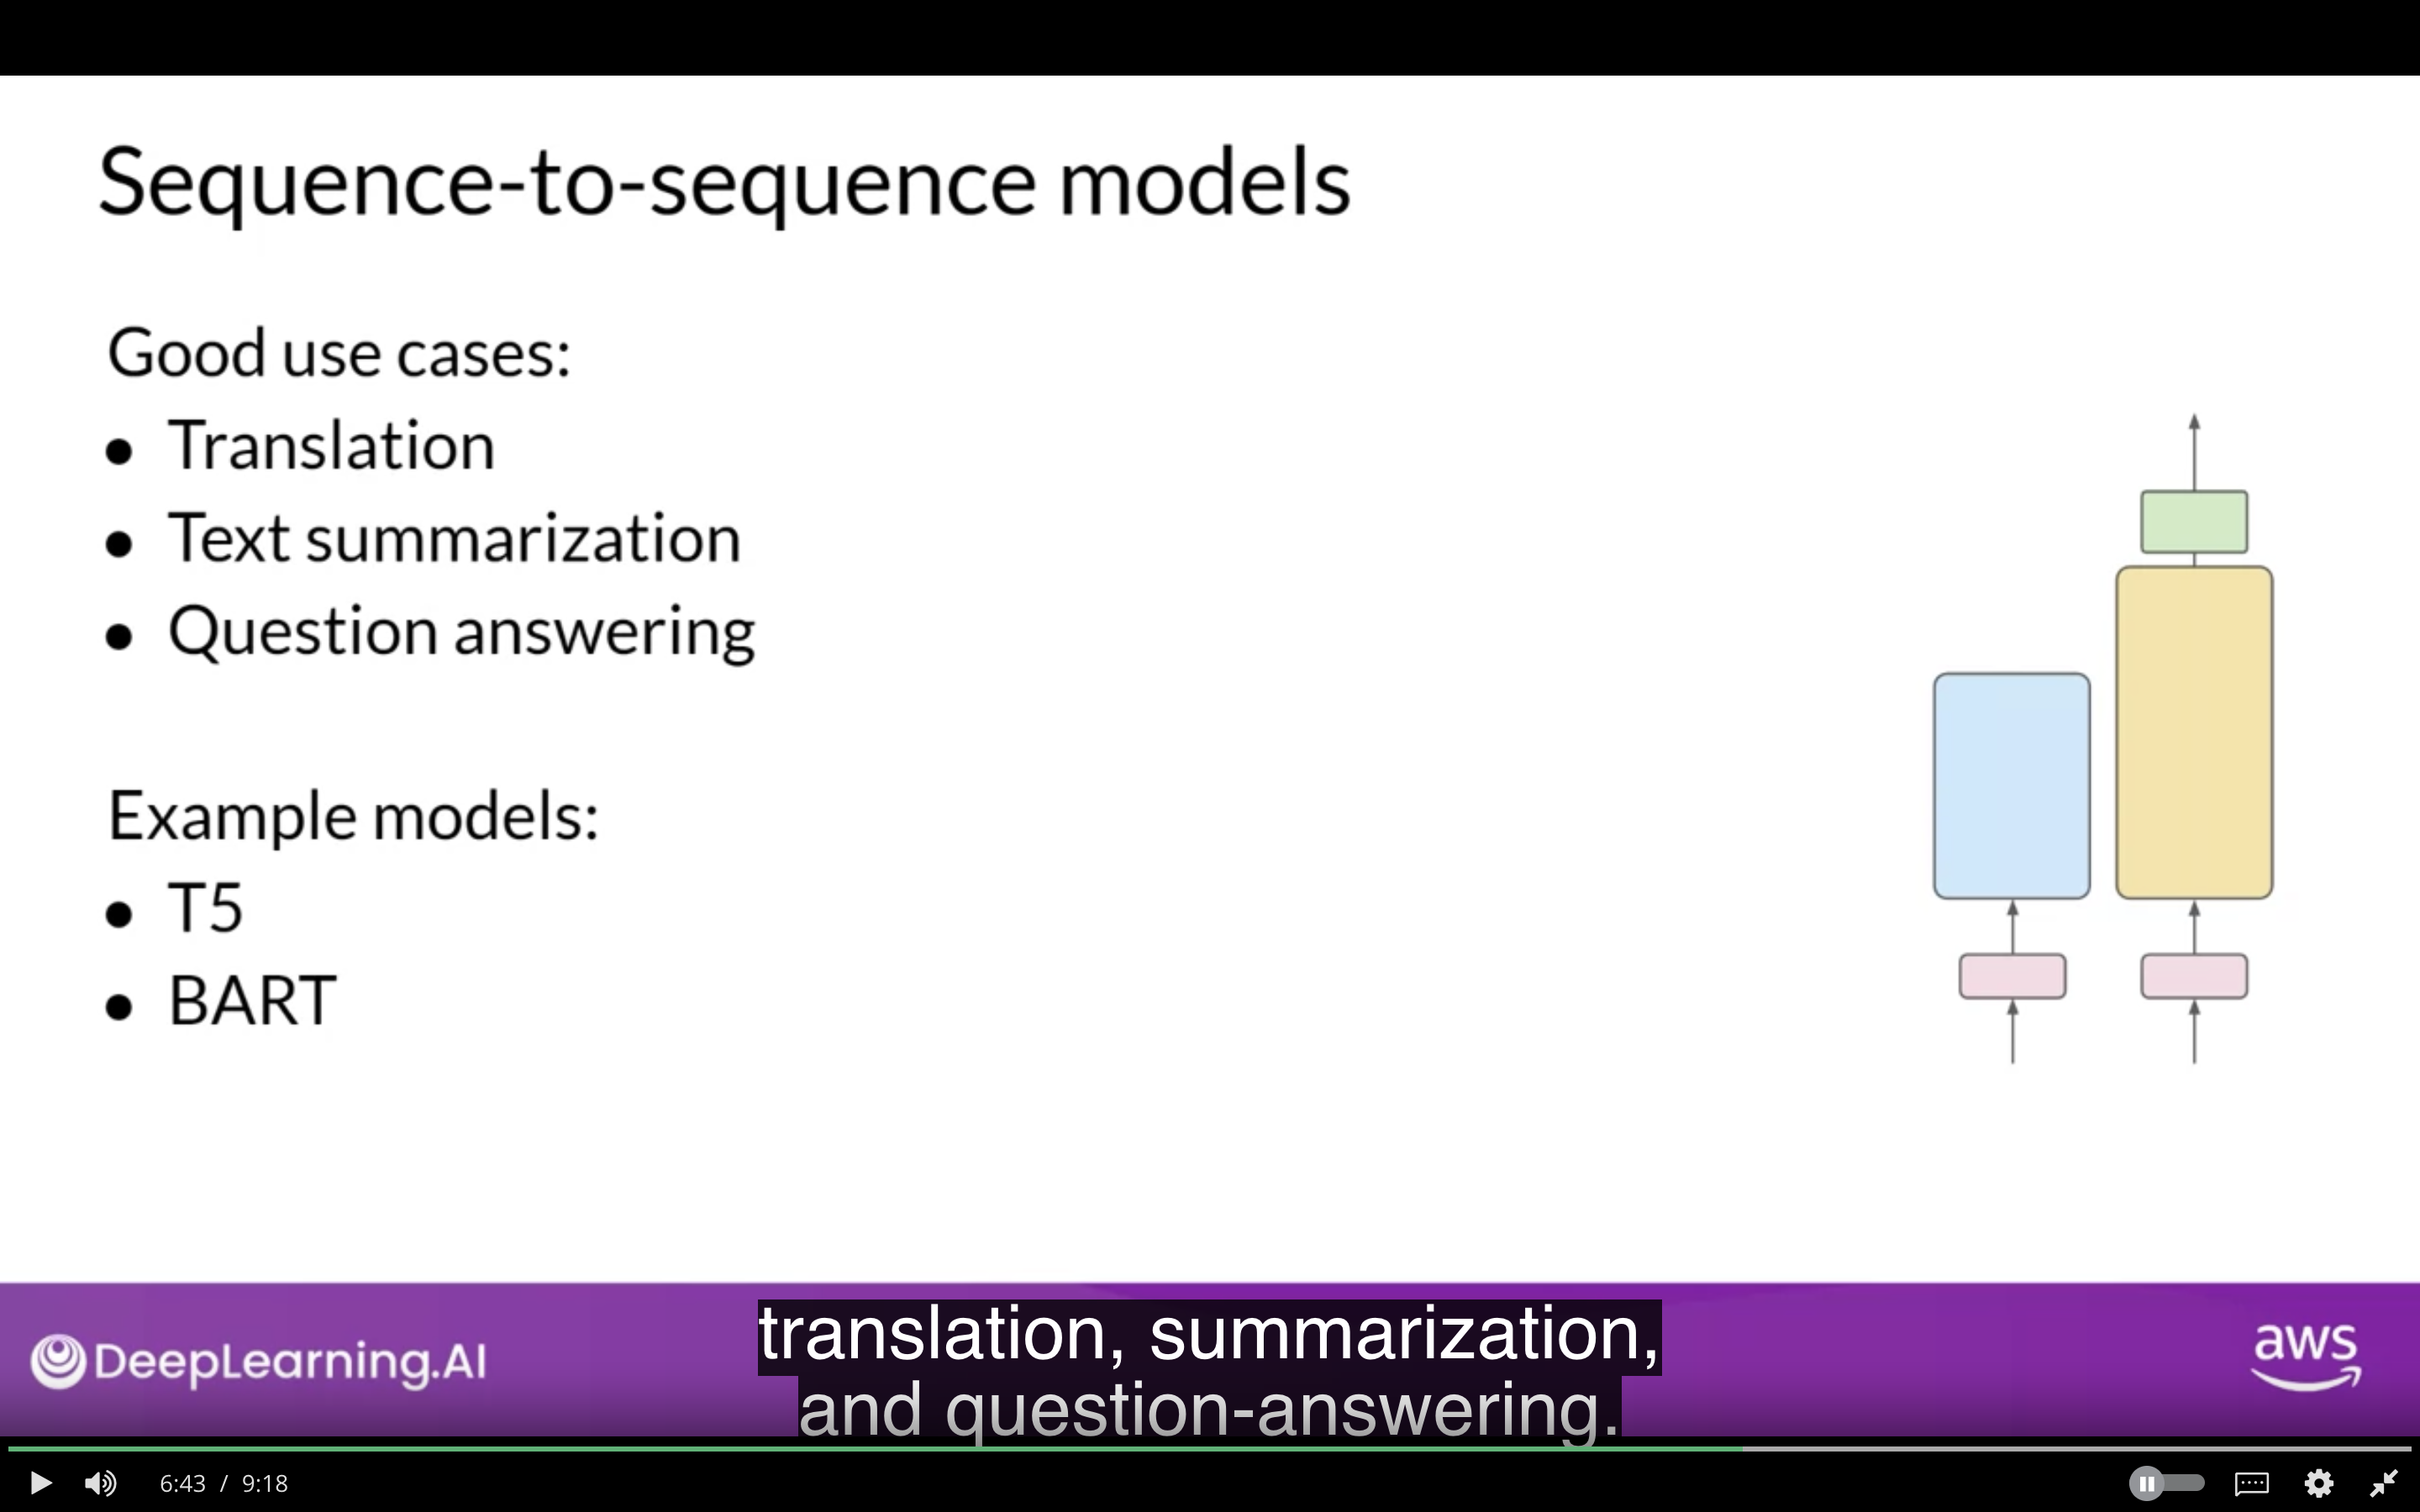 Sequence-to-sequence models
Good use cases:
● Translation
● Text summarization
● Question answering
Example models:
● T5
● BART
DeepLearning.AI
translation, summarization,
and question-answering.
aws
6:43 / 9:18